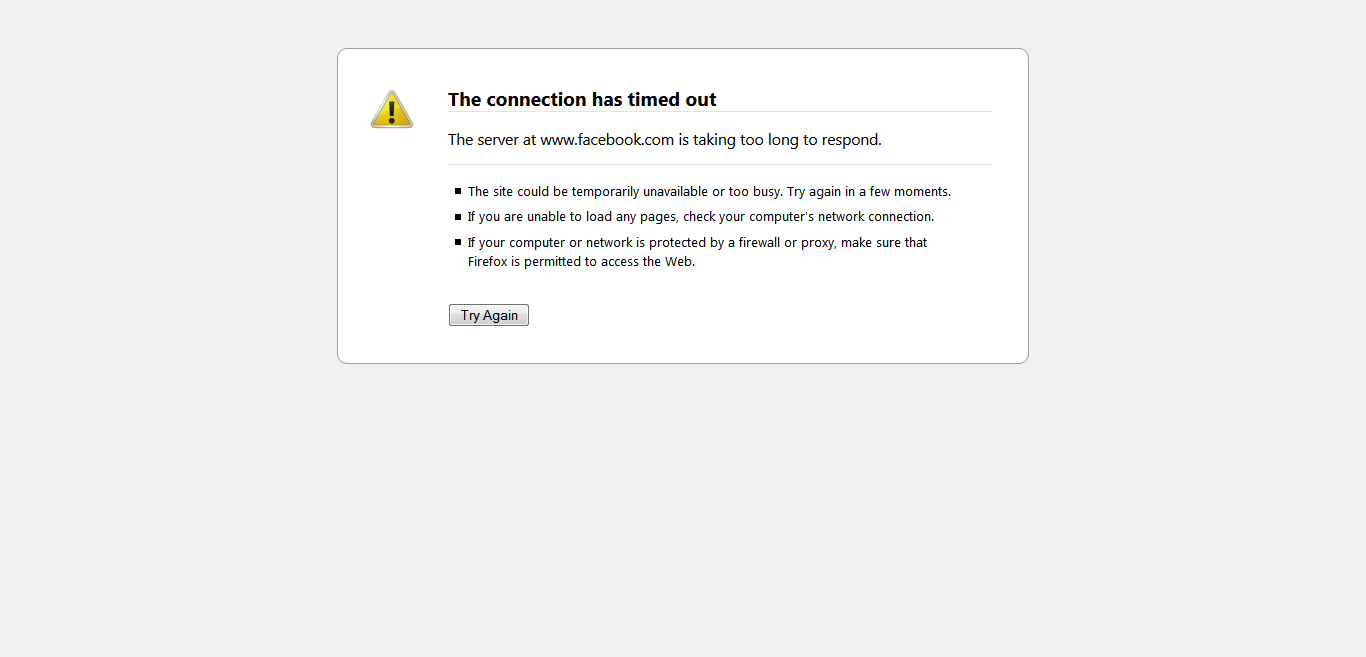 The connection has timed out
The server at www.facebook.com is taking too long to respond.
The site could be temporarily unavailable or too busy. Try again in a few moments.
If you are unable to load any pages, check your computer's network connection.
If your computer or network is protected by a firewall or proxy, make sure that
Firefox is permitted to access the Web.
Try Again